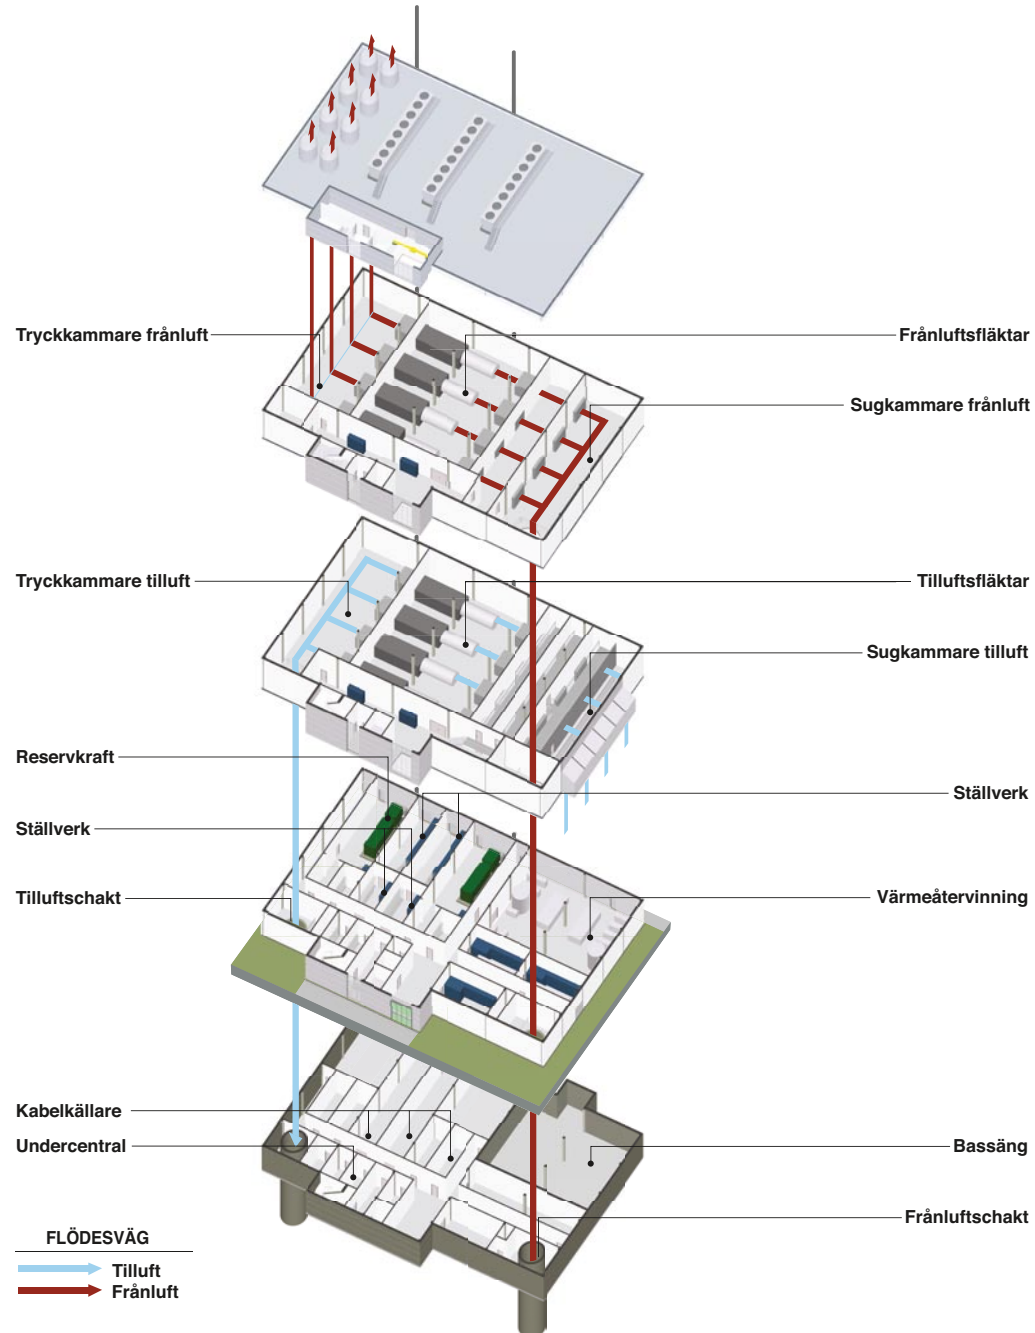 Tryckkammare frånluft
Frånluftsfläktar
Sugkammare frånluft
Tryckkammare tilluft
Tilluftsfläktar
Sugkammare tilluft
Reservkraft
Ställverk
Ställverk
Tilluftschakt
Värmeåtervinning
Kabelkällare
Undercentral
Bassäng
Frånluftschakt
FLÖDESVÄG
Tilluft
Frånluft